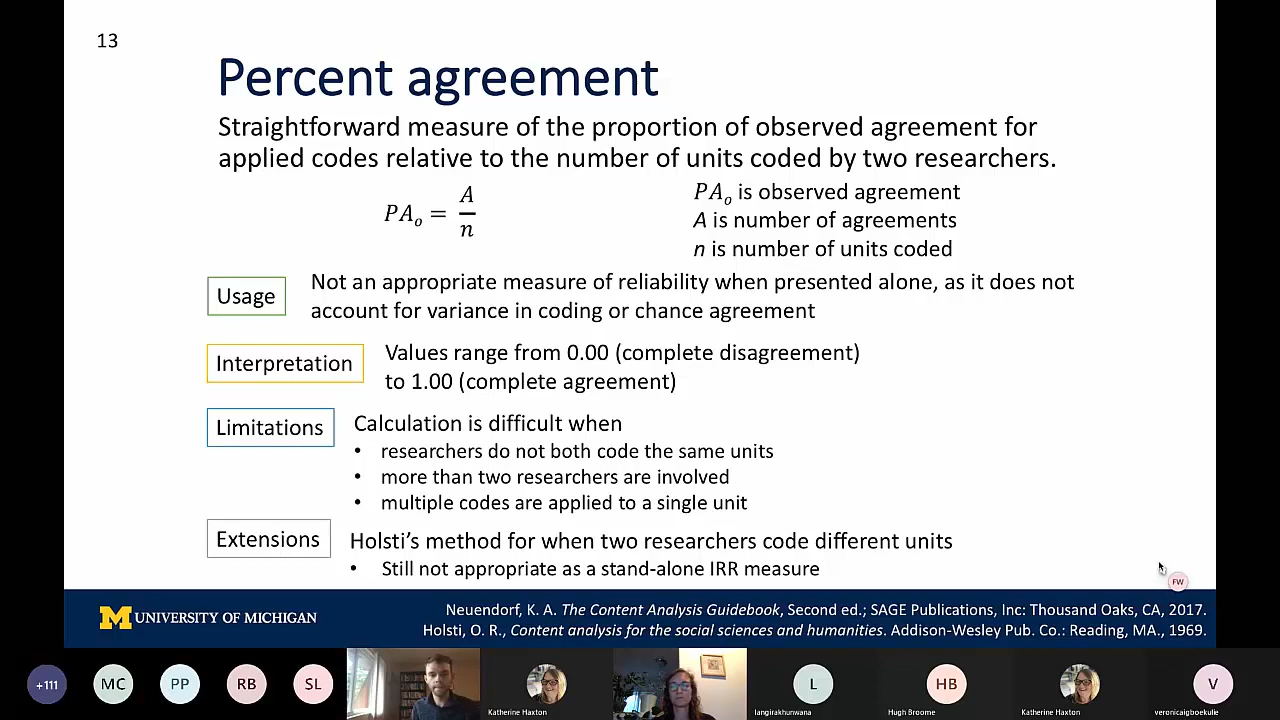 13
Percent agreement
Straightforward measure of the proportion of observed agreement for
applied codes relative to the number of units coded by two researchers.
PAₒ = A/n
PAₒ is observed agreement
A is number of agreements
n is number of units coded
Usage
Not an appropriate measure of reliability when presented alone, as it does not
account for variance in coding or chance agreement
Interpretation
Values range from 0.00 (complete disagreement)
to 1.00 (complete agreement)
Limitations
Calculation is difficult when
• researchers do not both code the same units
• more than two researchers are involved
• multiple codes are applied to a single unit
Extensions
Holsti’s method for when two researchers code different units
• Still not appropriate as a stand-alone IRR measure
FW
M UNIVERSITY OF MICHIGAN
Neuendorf, K. A. The Content Analysis Guidebook, Second ed.; SAGE Publications, Inc: Thousand Oaks, CA, 2017.
Holsti, O. R., Content analysis for the social sciences and humanities. Addison-Wesley Pub. Co.: Reading, MA., 1969.
+111
MC
PP
RB
SL
Katherine Haxton
L
langirakhunwana
HB
Hugh Broome
Katherine Haxton
V
veronicaigboekulie